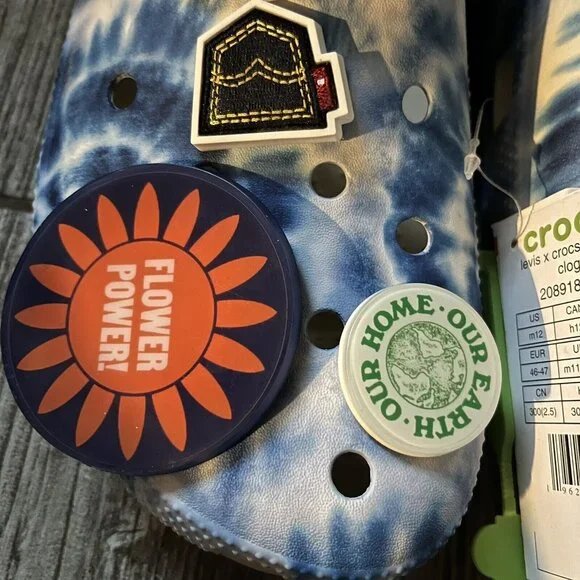 FLOWER
POWER!
OUR HOME · OUR EARTH ·
croc
levis x crocs
clog
208918
US
m12
EUR
46-47
CN
300(2.5)